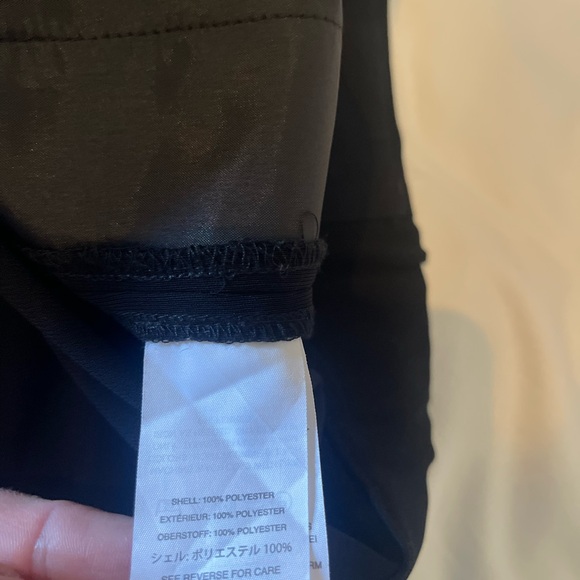 SHELL: 100% POLYESTER
EXTÉRIEUR: 100% POLYESTER
OBERSTOFF: 100% POLYESTER
シェル: ポリエステル 100%
SEE REVERSE FOR CARE